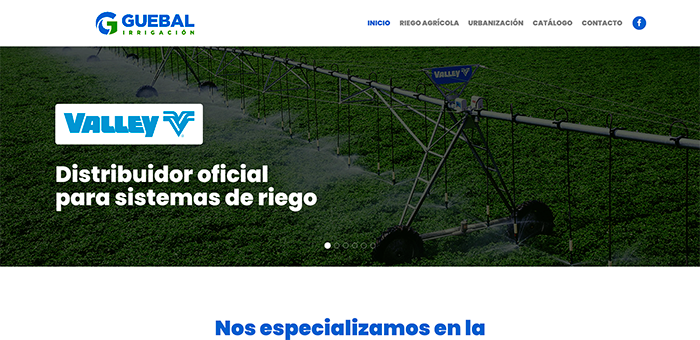 GUEBAL
IRRIGACIÓN
INICIO RIEGO AGRÍCOLA URBANIZACIÓN CATÁLOGO CONTACTO f
VALLEY
VALLEY
Distribuidor oficial
para sistemas de riego
Nos especializamos en la